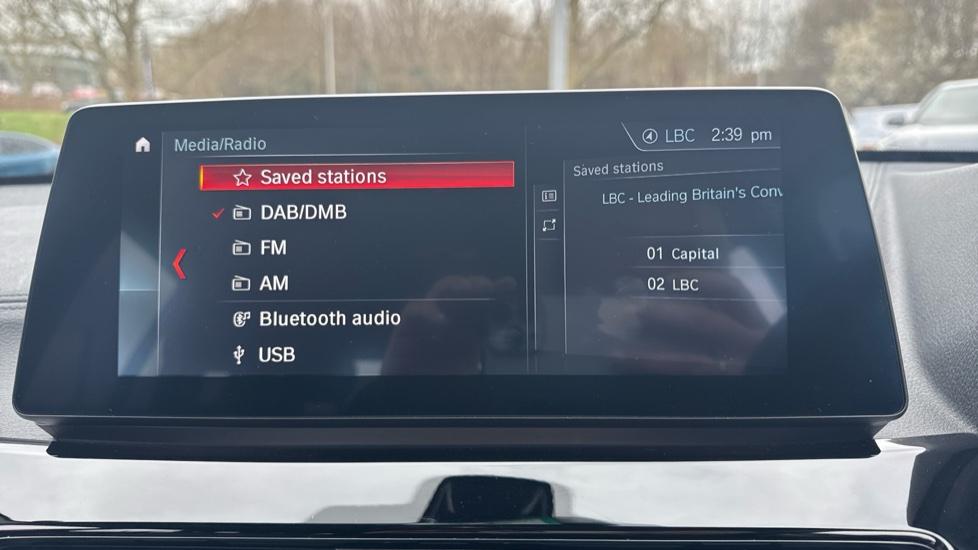 Media/Radio
LBC 2:39 pm
Saved stations
DAB/DMB
FM
AM
Bluetooth audio
USB
Saved stations
LBC - Leading Britain's Conv
01 Capital
02 LBC